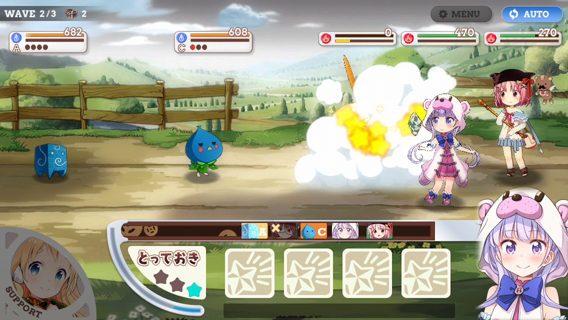 WAVE 2/3 2
MENU
AUTO
682
608
0
470
270
A
C
C
とっておき
SUPPORT